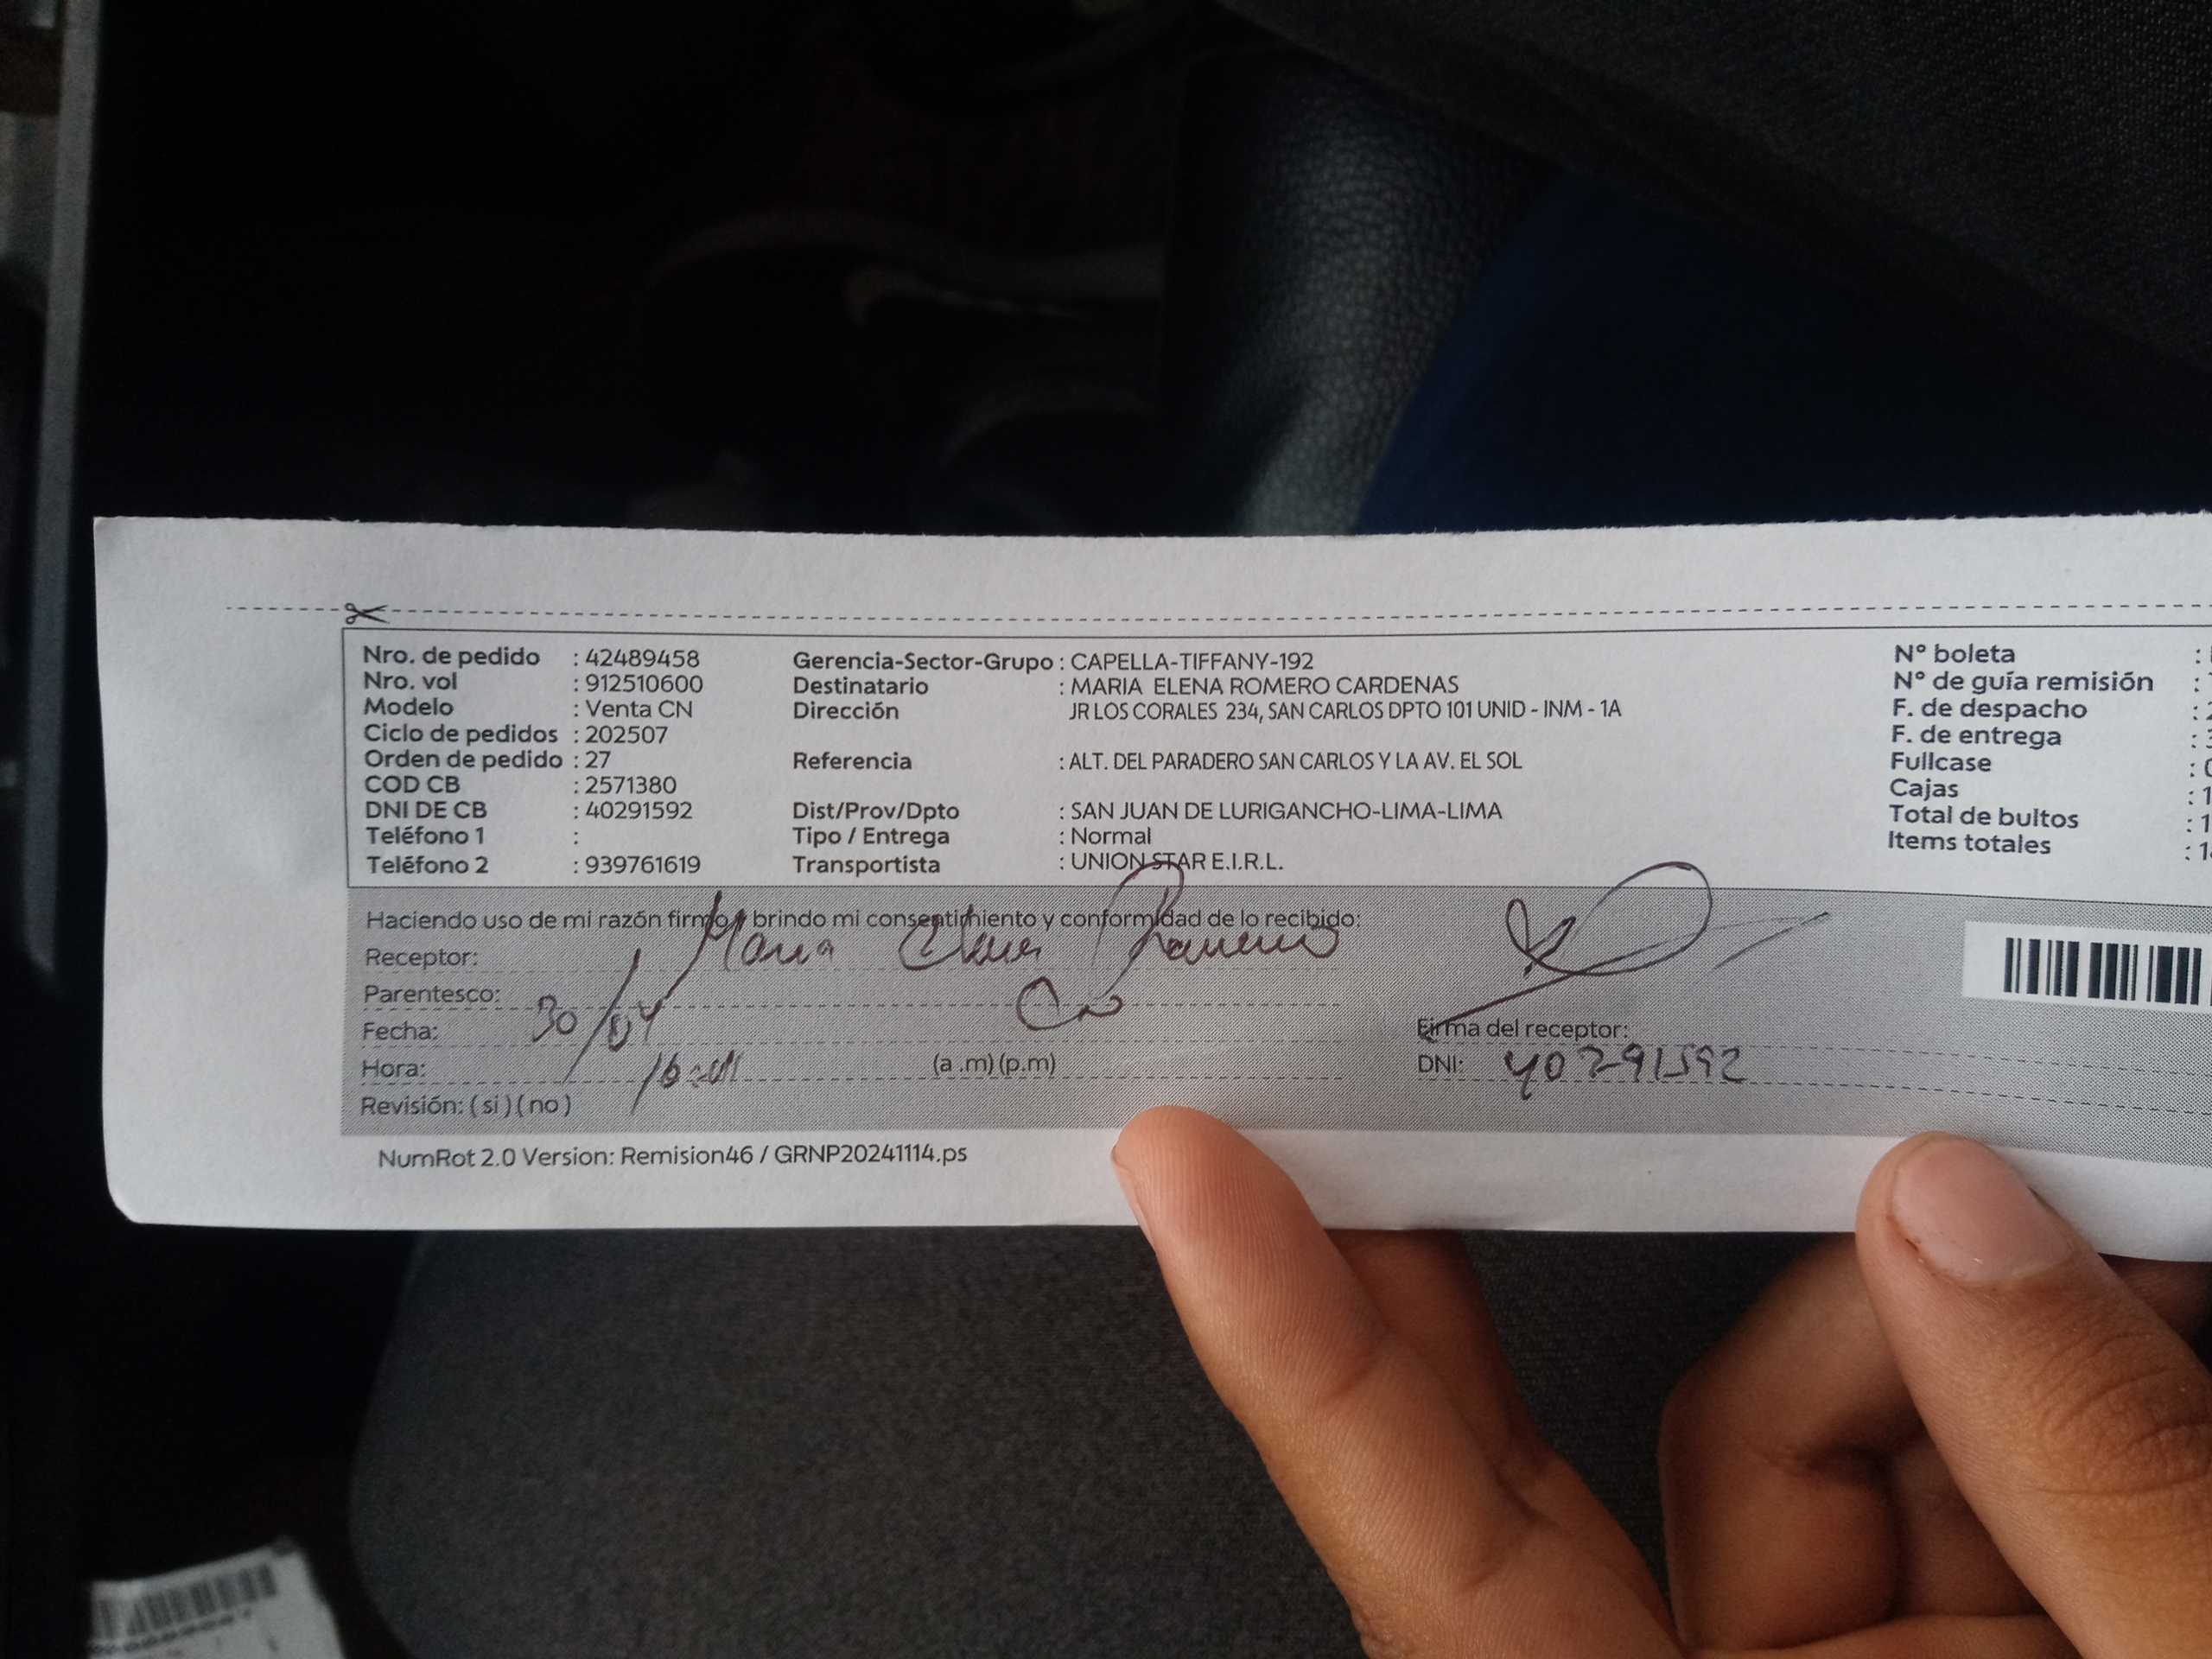 Nro. de pedido : 42489458 Gerencia-Sector-Grupo : CAPELLA-TIFFANY-192 N° boleta :
Nro. vol : 912510600 Destinatario : MARIA ELENA ROMERO CARDENAS N° de guía remisión :
Modelo : Venta CN Dirección JR LOS CORALES 234, SAN CARLOS DPTO 101 UNID - INM - 1A F. de despacho :
Ciclo de pedidos : 202507 F. de entrega :
Orden de pedido : 27 Referencia : ALT. DEL PARADERO SAN CARLOS Y LA AV. EL SOL Fullcase :
COD CB : 2571380 Cajas : 1
DNI DE CB : 40291592 Dist/Prov/Dpto : SAN JUAN DE LURIGANCHO-LIMA-LIMA Total de bultos : 1
Teléfono 1 : Tipo / Entrega : Normal Items totales : 1
Teléfono 2 : 939761619 Transportista : UNION STAR E.I.R.L.
Haciendo uso de mi razón firmo y brindo mi consentimiento y conformidad de lo recibido:
Receptor: Maria Elena Romero
Parentesco:
Fecha: 30/04 Firma del receptor:
Hora: (a .m) (p.m) DNI: 40291592
Revisión: ( si ) ( no )
NumRot 2.0 Version: Remision46 / GRNP20241114.ps